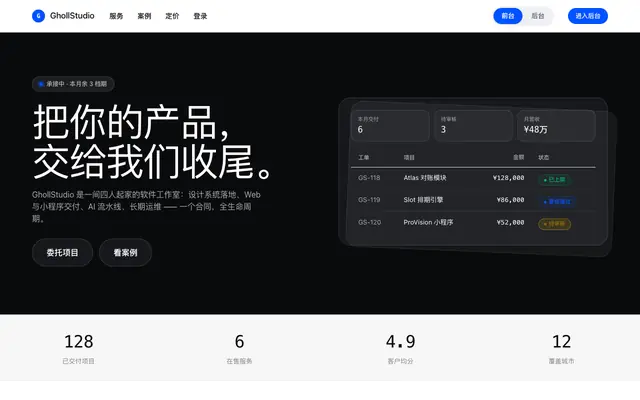 G GhollStudio 服务 案例 定价 登录 前台 后台 进入后台
承接中 · 本月余 3 档期
把你的产品，
交给我们收尾。
GhollStudio 是一间四人起家的软件工作室：设计系统落地、Web
与小程序交付、AI 流水线、长期运维 —— 一个合同，全生命周
期。
委托项目 看案例
本月交付 待审核 月营收
6 3 ¥48万
工单 项目 金额 状态
GS-118 Atlas 对账模块 ¥128,000 已上线
GS-119 Slot 排期引擎 ¥86,000
GS-120 ProVision 小程序 ¥52,000 待审核
128 6 4.9 12
已交付项目 在售服务 客户均分 覆盖城市